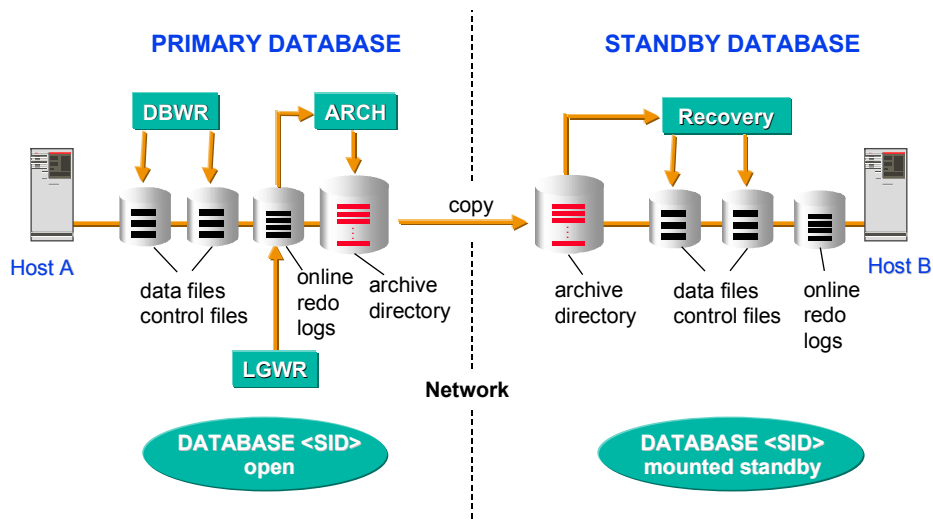 PRIMARY DATABASE
STANDBY DATABASE
DBWR
ARCH
Recovery
copy
Host A
Host B
data files
control files
online
redo
logs
archive
directory
archive
directory
data files
control files
online
redo
logs
LGWR
Network
DATABASE <SID>
open
DATABASE <SID>
mounted standby